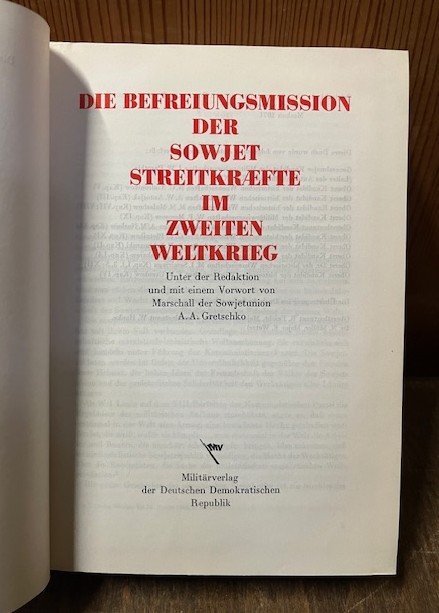 DIE BEFREIUNGSMISSION
DER
SOWJET
STREITKRÆFTE
IM
ZWEITEN
WELTKRIEG
Unter der Redaktion
und mit einem Vorwort von
Marschall der Sowjetunion
A. A. Gretschko
MV
Militärverlag
der Deutschen Demokratischen
Republik